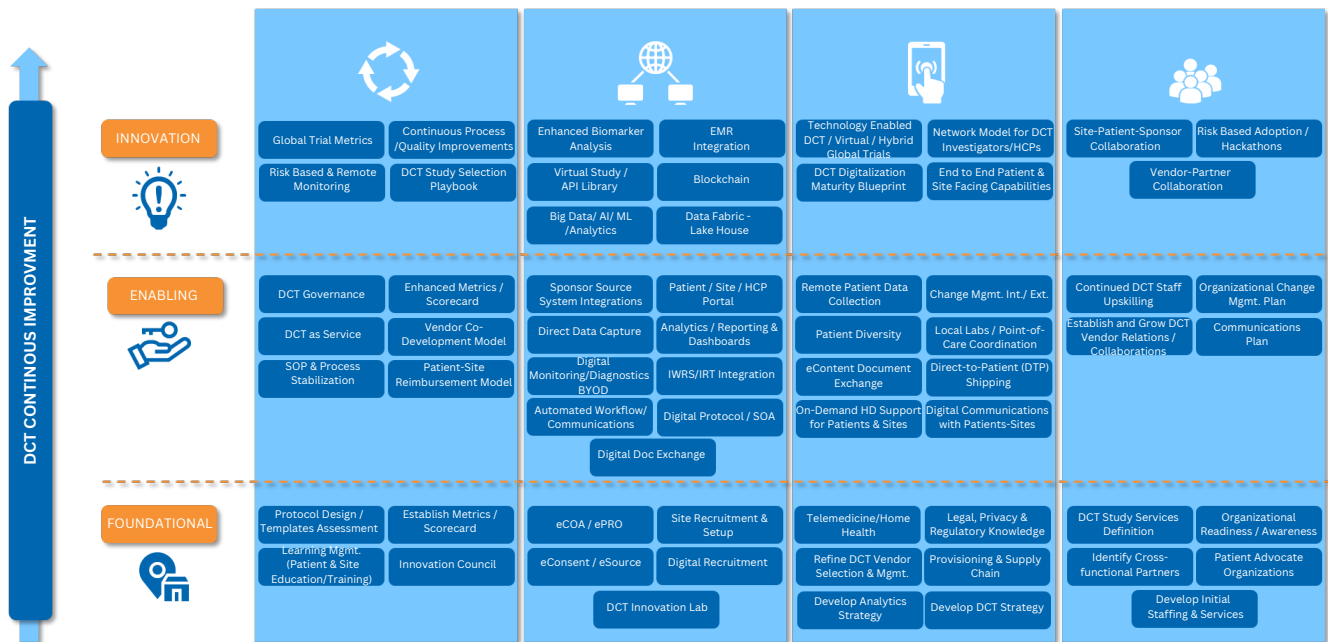 DCT CONTINOUS IMPROVMENT
INNOVATION
Global Trial Metrics
Continuous Process
/Quality Improvements
Risk Based & Remote
Monitoring
DCT Study Selection
Playbook
Enhanced Biomarker
Analysis
EMR
Integration
Virtual Study /
API Library
Blockchain
Big Data/ AI/ ML
/Analytics
Data Fabric -
Lake House
Technology Enabled
DCT / Virtual / Hybrid
Global Trials
Network Model for DCT
Investigators/HCPs
DCT Digitalization
Maturity Blueprint
End to End Patient &
Site Facing Capabilities
Site-Patient-Sponsor
Collaboration
Risk Based Adoption /
Hackathons
Vendor-Partner
Collaboration
ENABLING
DCT Governance
Enhanced Metrics /
Scorecard
DCT as Service
Vendor Co-
Development Model
SOP & Process
Stabilization
Patient-Site
Reimbursement Model
Sponsor Source
System Integrations
Patient / Site / HCP
Portal
Direct Data Capture
Analytics / Reporting &
Dashboards
Digital
Monitoring/Diagnostics
BYOD
IWRS/IRT Integration
Automated Workflow/
Communications
Digital Protocol / SOA
Digital Doc Exchange
Remote Patient Data
Collection
Change Mgmt. Int./ Ext.
Patient Diversity
Local Labs / Point-of-
Care Coordination
eContent Document
Exchange
Direct-to-Patient (DTP)
Shipping
On-Demand HD Support
for Patients & Sites
Digital Communications
with Patients-Sites
Continued DCT Staff
Upskilling
Organizational Change
Mgmt. Plan
Establish and Grow DCT
Vendor Relations /
Collaborations
Communications
Plan
FOUNDATIONAL
Protocol Design /
Templates Assessment
Establish Metrics /
Scorecard
Learning Mgmt.
(Patient & Site
Education/Training)
Innovation Council
eCOA / ePRO
Site Recruitment &
Setup
eConsent / eSource
Digital Recruitment
DCT Innovation Lab
Telemedicine/Home
Health
Legal, Privacy &
Regulatory Knowledge
Refine DCT Vendor
Selection & Mgmt.
Provisioning & Supply
Chain
Develop Analytics
Strategy
Develop DCT Strategy
DCT Study Services
Definition
Organizational
Readiness / Awareness
Identify Cross-
functional Partners
Patient Advocate
Organizations
Develop Initial
Staffing & Services